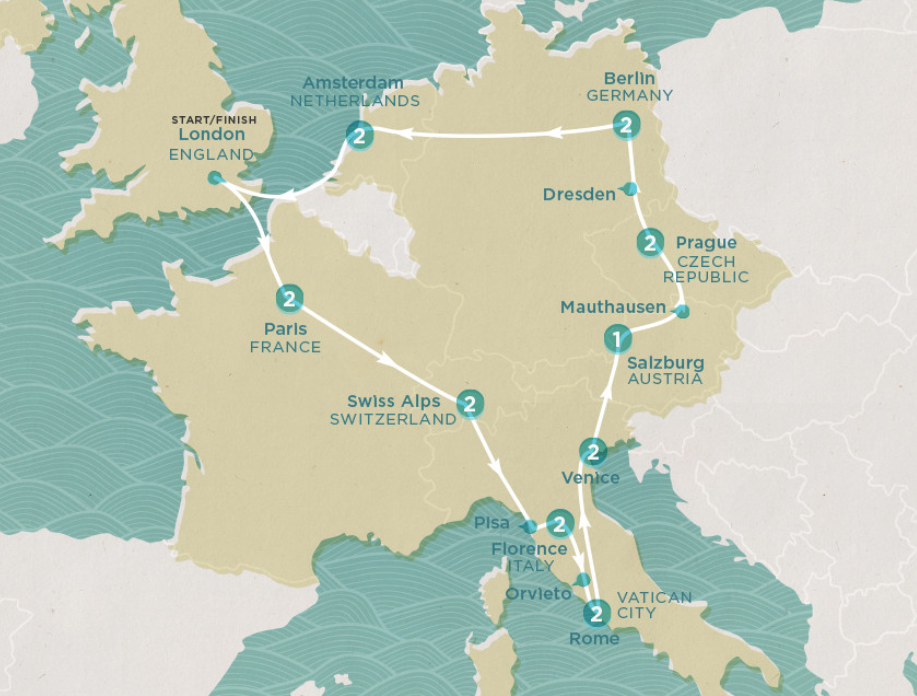 Amsterdam
NETHERLANDS
2
Berlin
GERMANY
2
START/FINISH
London
ENGLAND
Dresden
2
Prague
CZECH
REPUBLIC
2
Paris
FRANCE
Mauthausen
1
Salzburg
AUSTRIA
Swiss Alps
SWITZERLAND
2
2
Venice
Pisa
2
Florence
ITALY
Orvieto
2
VATICAN
CITY
Rome